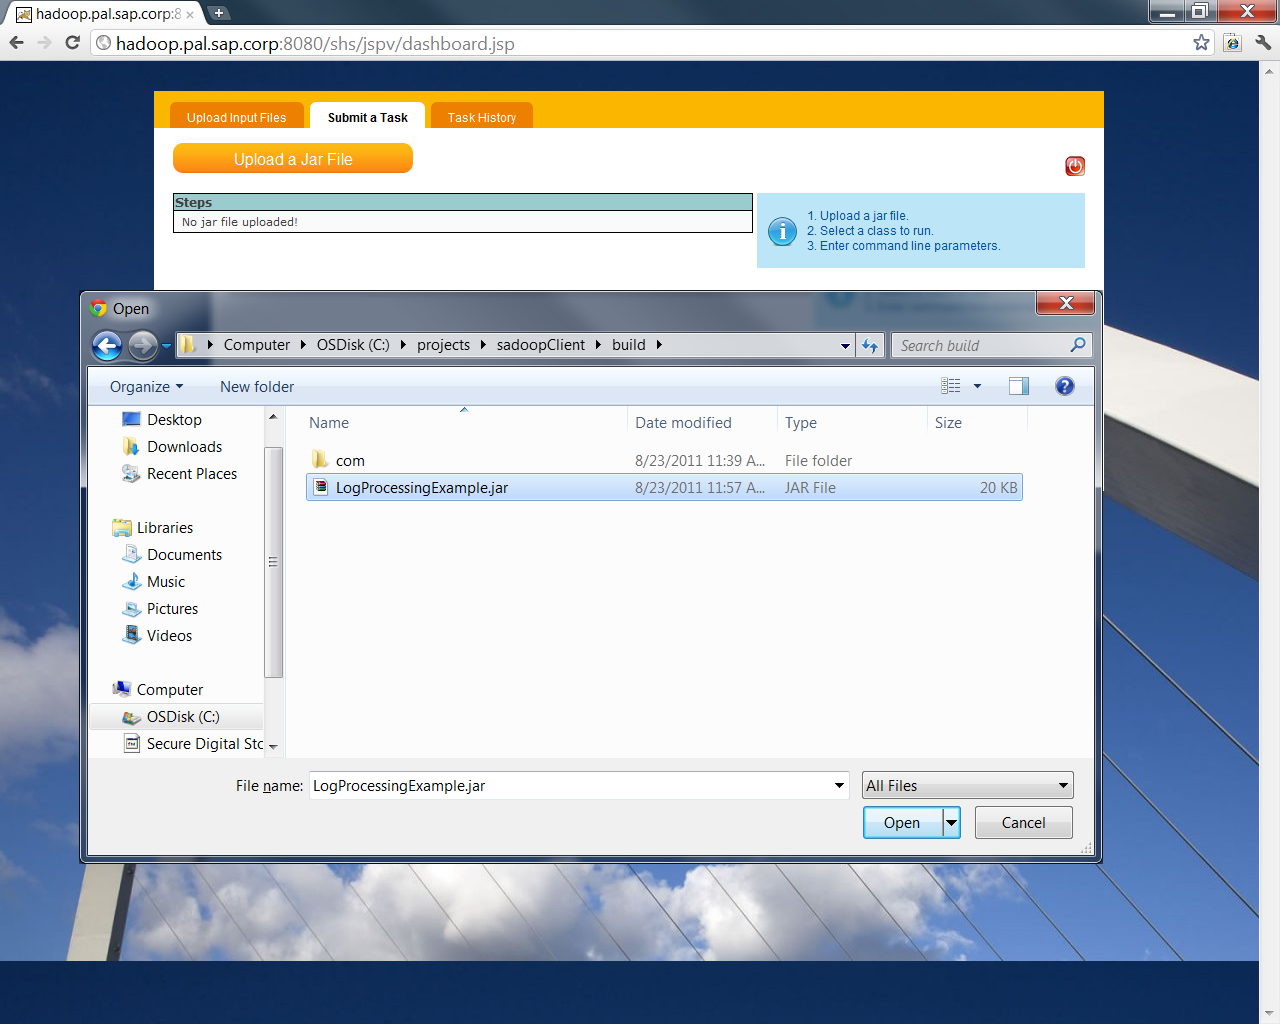 hadoop.pal.sap.corp:8
hadoop.pal.sap.corp:8080/shs/jspv/dashboard.jsp
Upload Input Files
Submit a Task
Task History
Upload a Jar File
Steps
No jar file uploaded!
1. Upload a jar file.
2. Select a class to run.
3. Enter command line parameters.
Open
Computer
OSDisk (C:)
projects
sadoopClient
build
Search build
Organize
New folder
Desktop
Downloads
Recent Places
Libraries
Documents
Music
Pictures
Videos
Computer
OSDisk (C:)
Secure Digital Stc
Name Date modified Type Size
com 8/23/2011 11:39 A... File folder
LogProcessingExample.jar 8/23/2011 11:57 A... JAR File 20 KB
File name: LogProcessingExample.jar
All Files
Open
Cancel